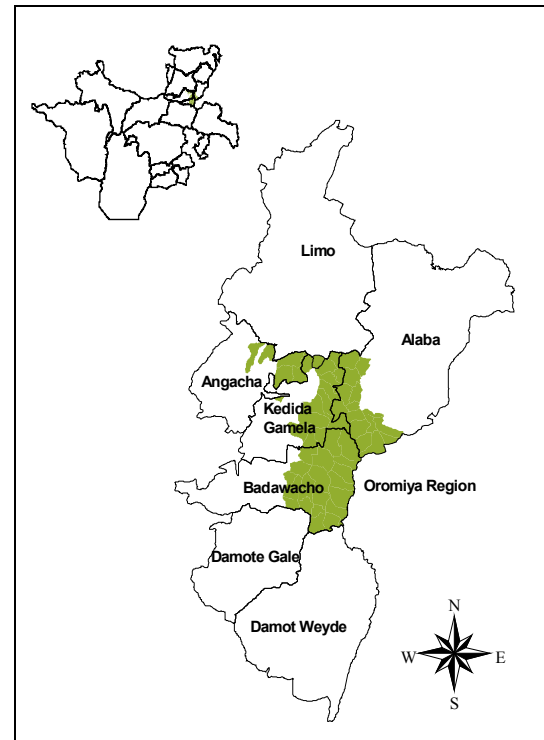 Limo
Alaba
Angacha
Kedida
Gamela
Badawacho
Oromiya Region
Damote Gale
Damot Weyde
N
W
E
S